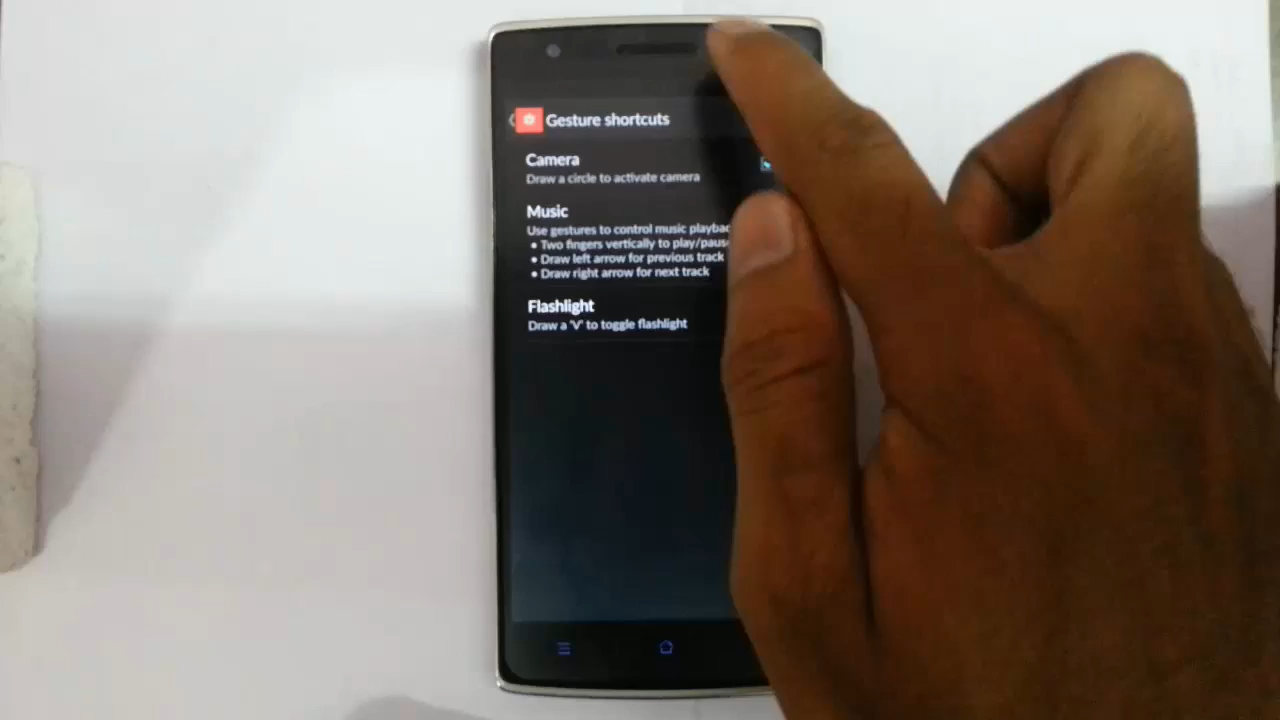 Gesture shortcuts
Camera
Draw a circle to activate camera
Music
Use gestures to control music
• Two fingers vertically to
• Draw left arrow for previous track
• Draw right arrow for next track
Flashlight
Draw a 'V' to toggle flashlight